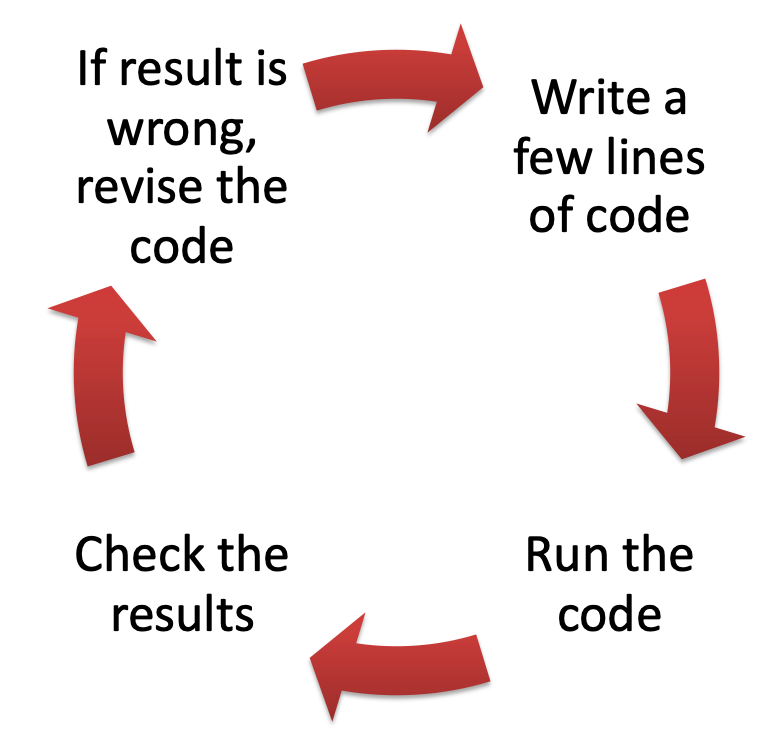 If result is
wrong,
revise the
code
Write a
few lines
of code
Run the
code
Check the
results